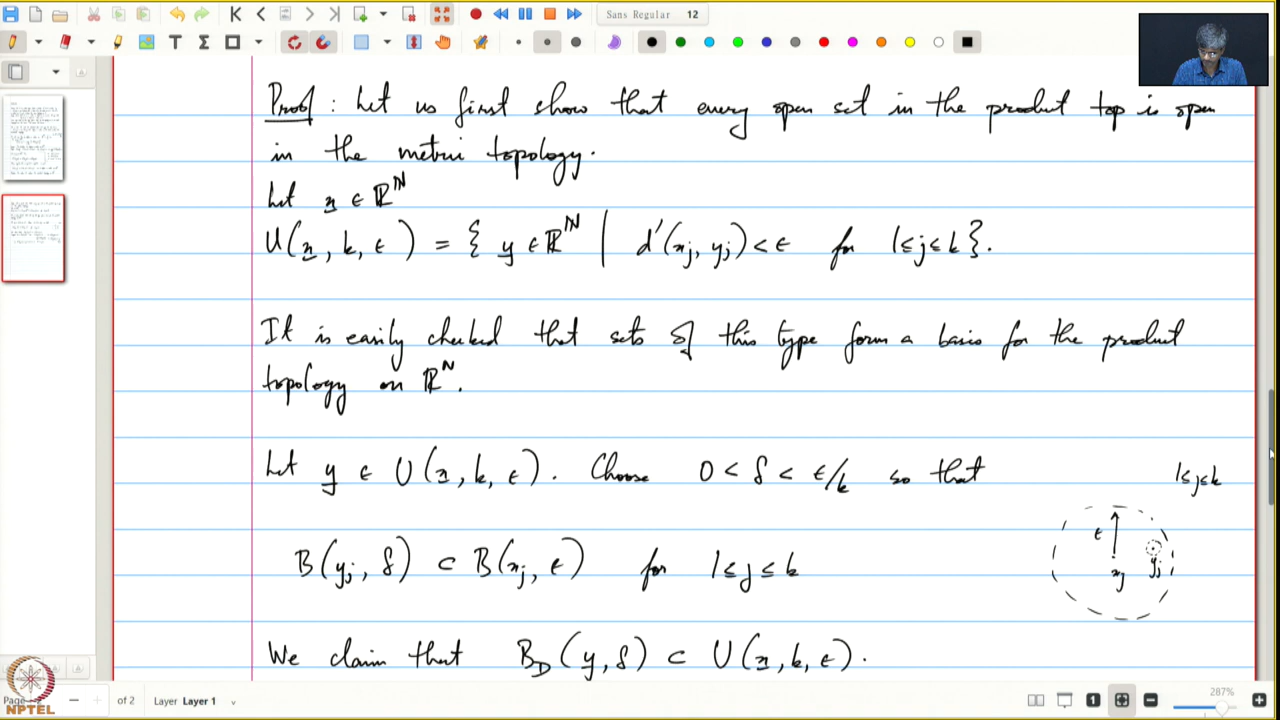 Sans Regular 12
Proof : Let us first show that every open set in the product top is open
in the metric topology.
Let x ∈ ℝ^ℕ
U(x, k, ε) = { y ∈ ℝ^ℕ | d'(xj, yj) < ε for 1 ≤ j ≤ k }.
It is easily checked that sets of this type form a basis for the product
topology on ℝ^ℕ.
Let y ∈ U(x, k, ε). Choose 0 < δ < ε/k so that
1 ≤ j ≤ k
B(yj, δ) ⊂ B(xj, ε) for 1 ≤ j ≤ k
ε
xj
yj
We claim that B_D(y, δ) ⊂ U(x, k, ε).
Page
of 2
Layer Layer 1
287%
1
NPTEL